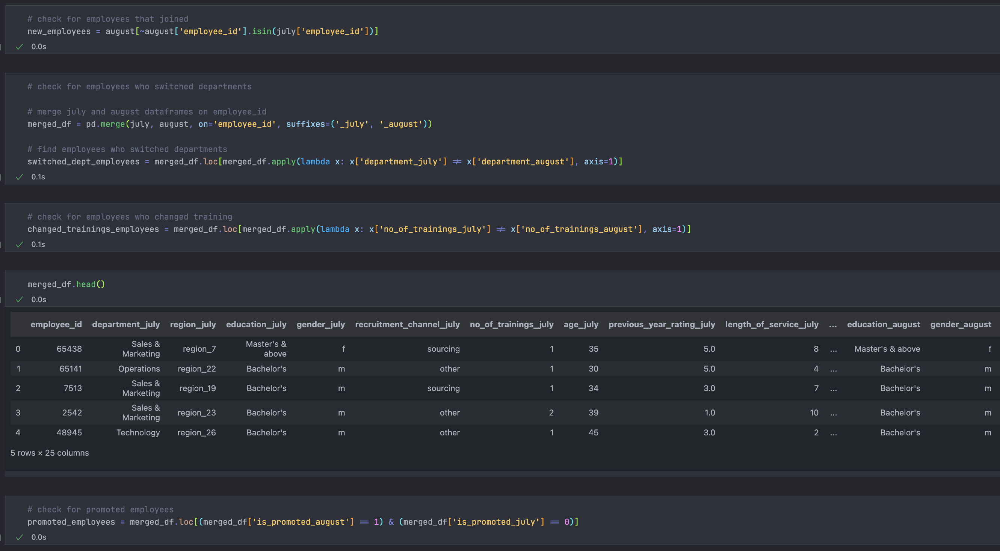 # check for employees that joined
new_employees = august[~august['employee_id'].isin(july['employee_id'])]
✓ 0.0s
# check for employees who switched departments
# merge july and august dataframes on employee_id
merged_df = pd.merge(july, august, on='employee_id', suffixes=('_july', '_august'))
# find employees who switched departments
switched_dept_employees = merged_df.loc[merged_df.apply(lambda x: x['department_july'] != x['department_august'], axis=1)]
✓ 0.1s
# check for employees who changed training
changed_trainings_employees = merged_df.loc[merged_df.apply(lambda x: x['no_of_trainings_july'] != x['no_of_trainings_august'], axis=1)]
✓ 0.1s
merged_df.head()
✓ 0.0s
employee_id department_july region_july education_july gender_july recruitment_channel_july no_of_trainings_july age_july previous_year_rating_july length_of_service_july ... education_august gender_august
0 65438 Sales & Marketing region_7 Master's & above f sourcing 1 35 5.0 8 ... Master's & above f
1 65141 Operations region_22 Bachelor's m other 1 30 5.0 4 ... Bachelor's m
2 7513 Sales & Marketing region_19 Bachelor's m sourcing 1 34 3.0 7 ... Bachelor's m
3 2542 Sales & Marketing region_23 Bachelor's m other 2 39 1.0 10 ... Bachelor's m
4 48945 Technology region_26 Bachelor's m other 1 45 3.0 2 ... Bachelor's m
5 rows × 25 columns
# check for promoted employees
promoted_employees = merged_df.loc[(merged_df['is_promoted_august'] == 1) & (merged_df['is_promoted_july'] == 0)]
✓ 0.0s